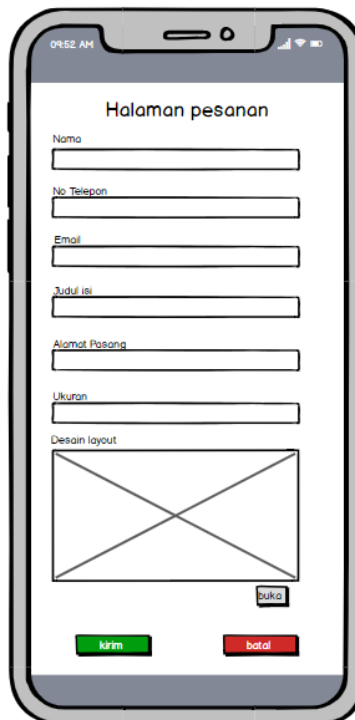 09:52 AM
Halaman pesanan
Nama
No Telepon
Email
Judul isi
Alamat Pasang
Ukuran
Desain layout
buka
kirim batal